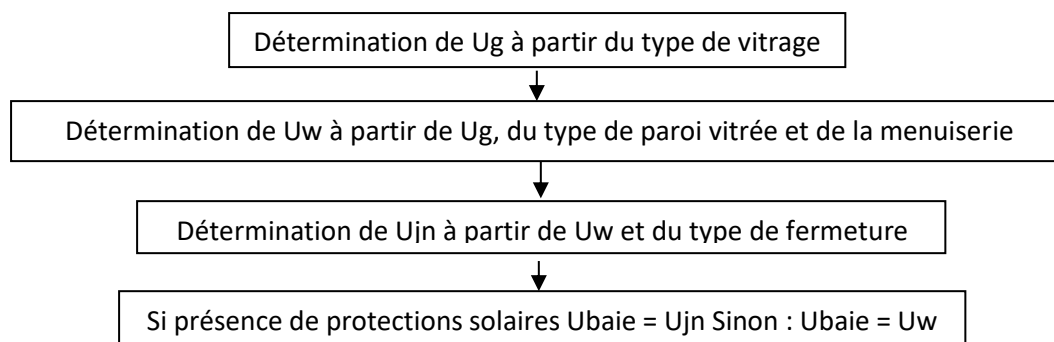 Détermination de Ug à partir du type de vitrage
Détermination de Uw à partir de Ug, du type de paroi vitrée et de la menuiserie
Détermination de Ujn à partir de Uw et du type de fermeture
Si présence de protections solaires Ubaie = Ujn Sinon : Ubaie = Uw